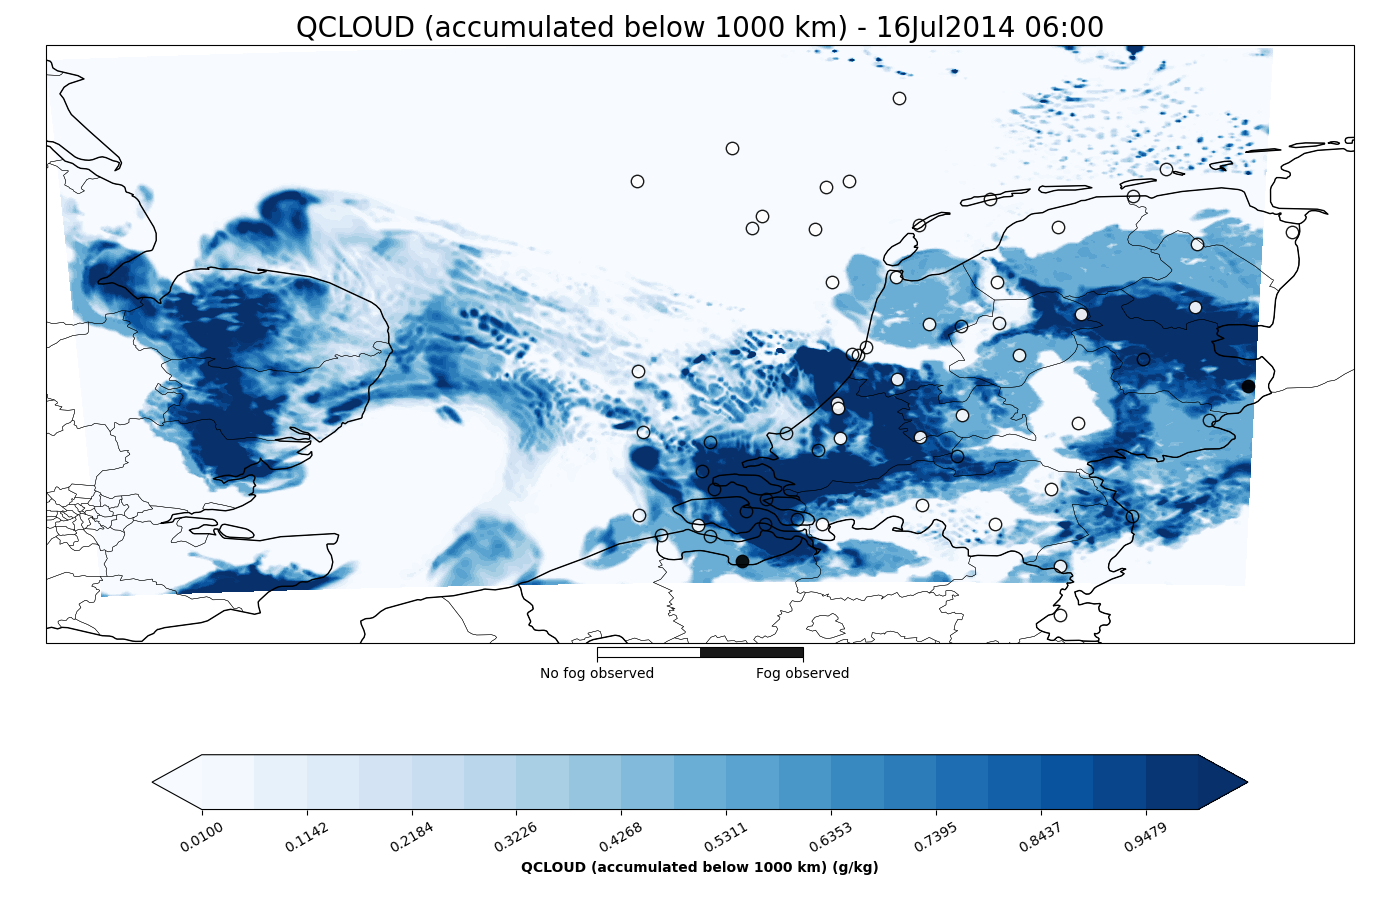 QCLOUD (accumulated below 1000 km) - 16Jul2014 06:00
No fog observed
Fog observed
0.0100
0.1142
0.2184
0.3226
0.4268
0.5311
0.6353
0.7395
0.8437
0.9479
QCLOUD (accumulated below 1000 km) (g/kg)